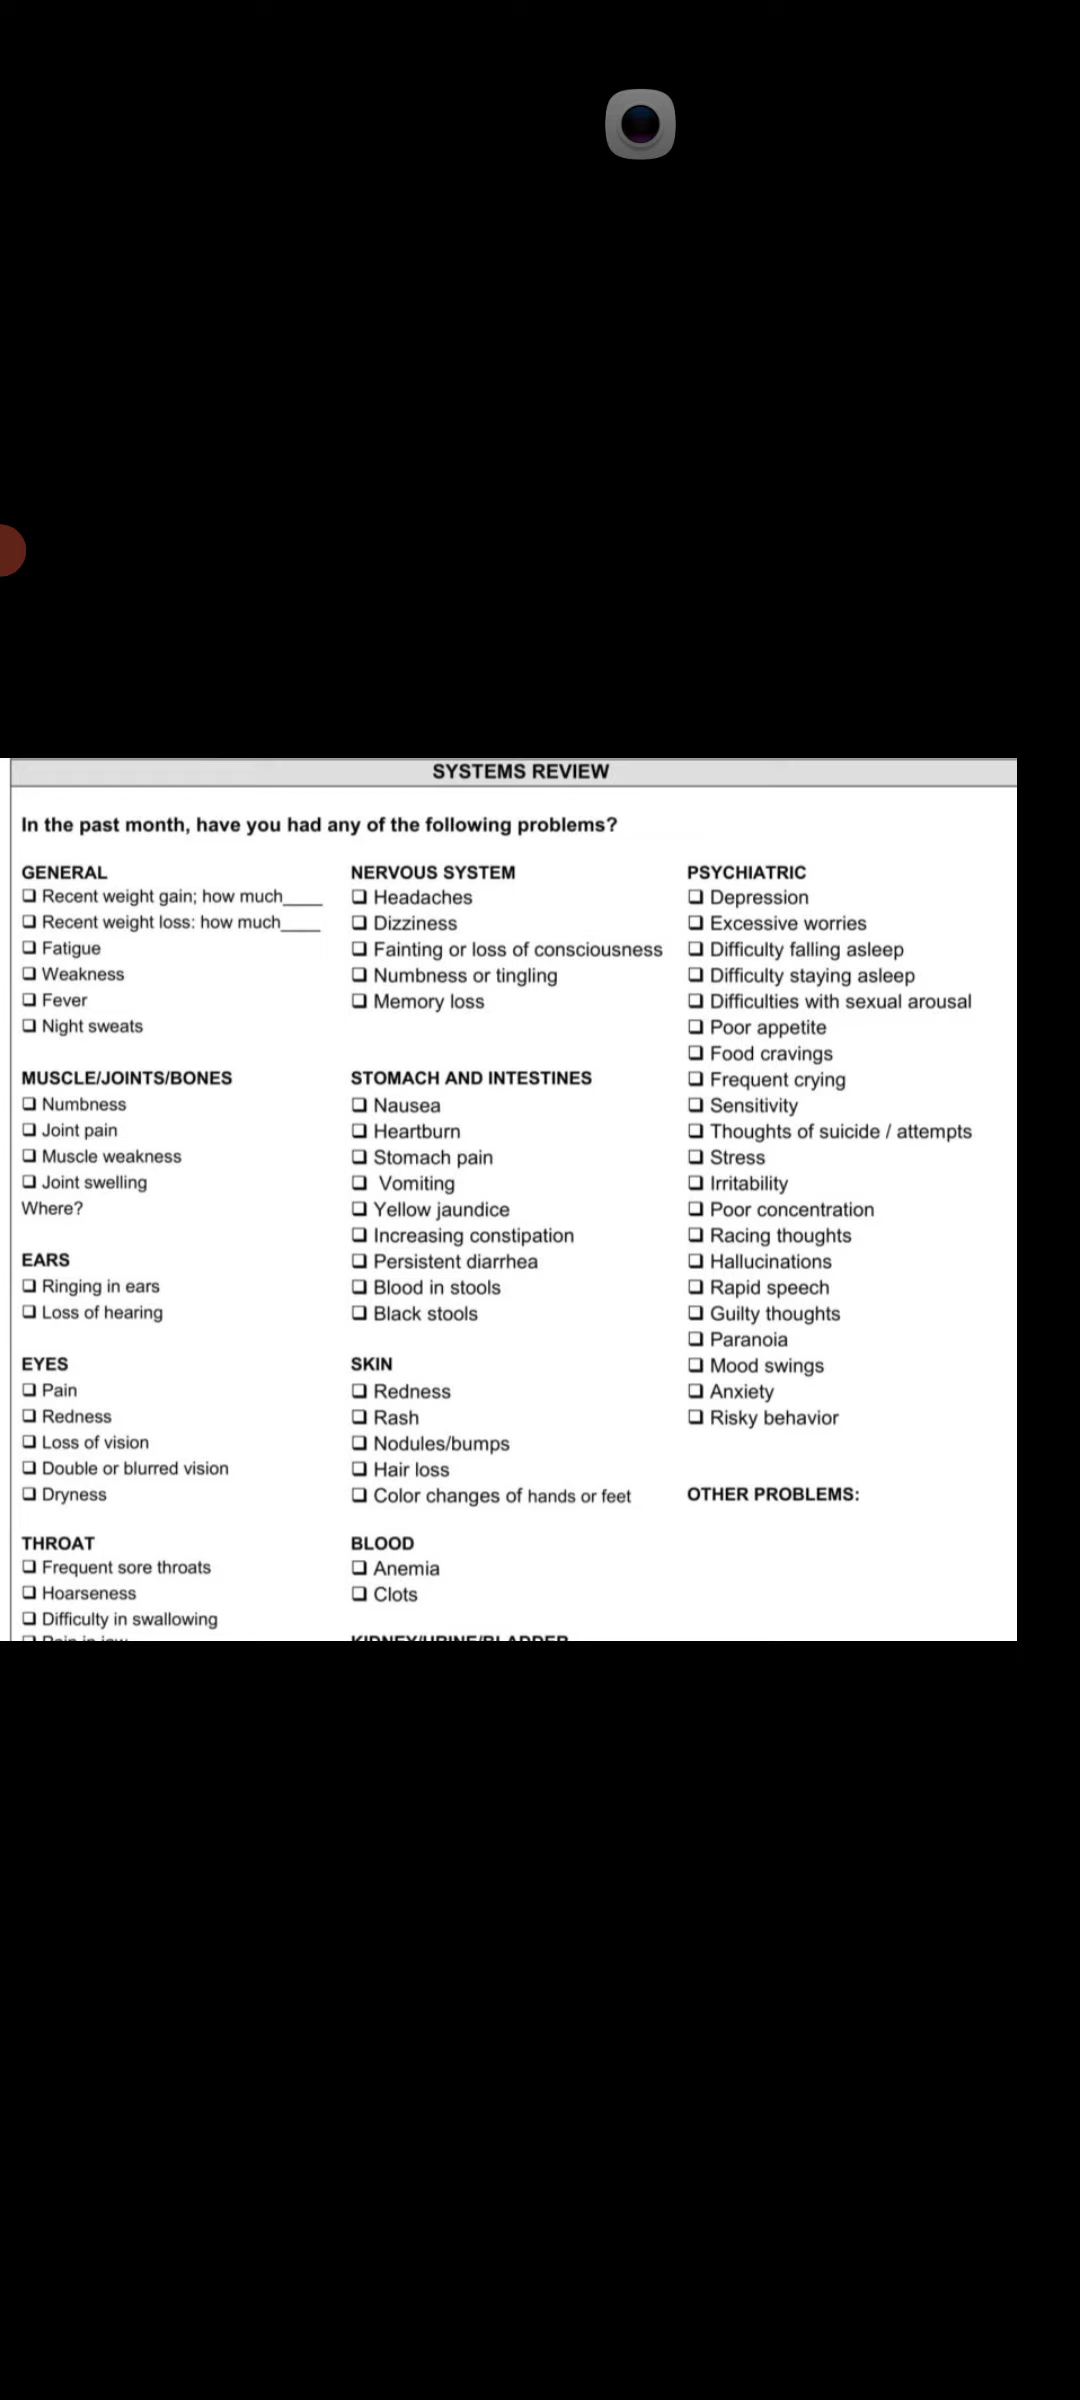 SYSTEMS REVIEW
In the past month, have you had any of the following problems?
GENERAL
❑ Recent weight gain; how much____
❑ Recent weight loss: how much____
❑ Fatigue
❑ Weakness
❑ Fever
❑ Night sweats
MUSCLE/JOINTS/BONES
❑ Numbness
❑ Joint pain
❑ Muscle weakness
❑ Joint swelling
Where?
EARS
❑ Ringing in ears
❑ Loss of hearing
EYES
❑ Pain
❑ Redness
❑ Loss of vision
❑ Double or blurred vision
❑ Dryness
THROAT
❑ Frequent sore throats
❑ Hoarseness
❑ Difficulty in swallowing
❑ Pain in jaw
NERVOUS SYSTEM
❑ Headaches
❑ Dizziness
❑ Fainting or loss of consciousness
❑ Numbness or tingling
❑ Memory loss
STOMACH AND INTESTINES
❑ Nausea
❑ Heartburn
❑ Stomach pain
❑ Vomiting
❑ Yellow jaundice
❑ Increasing constipation
❑ Persistent diarrhea
❑ Blood in stools
❑ Black stools
SKIN
❑ Redness
❑ Rash
❑ Nodules/bumps
❑ Hair loss
❑ Color changes of hands or feet
BLOOD
❑ Anemia
❑ Clots
KIDNEY/URINE/BLADDER
PSYCHIATRIC
❑ Depression
❑ Excessive worries
❑ Difficulty falling asleep
❑ Difficulty staying asleep
❑ Difficulties with sexual arousal
❑ Poor appetite
❑ Food cravings
❑ Frequent crying
❑ Sensitivity
❑ Thoughts of suicide / attempts
❑ Stress
❑ Irritability
❑ Poor concentration
❑ Racing thoughts
❑ Hallucinations
❑ Rapid speech
❑ Guilty thoughts
❑ Paranoia
❑ Mood swings
❑ Anxiety
❑ Risky behavior
OTHER PROBLEMS: